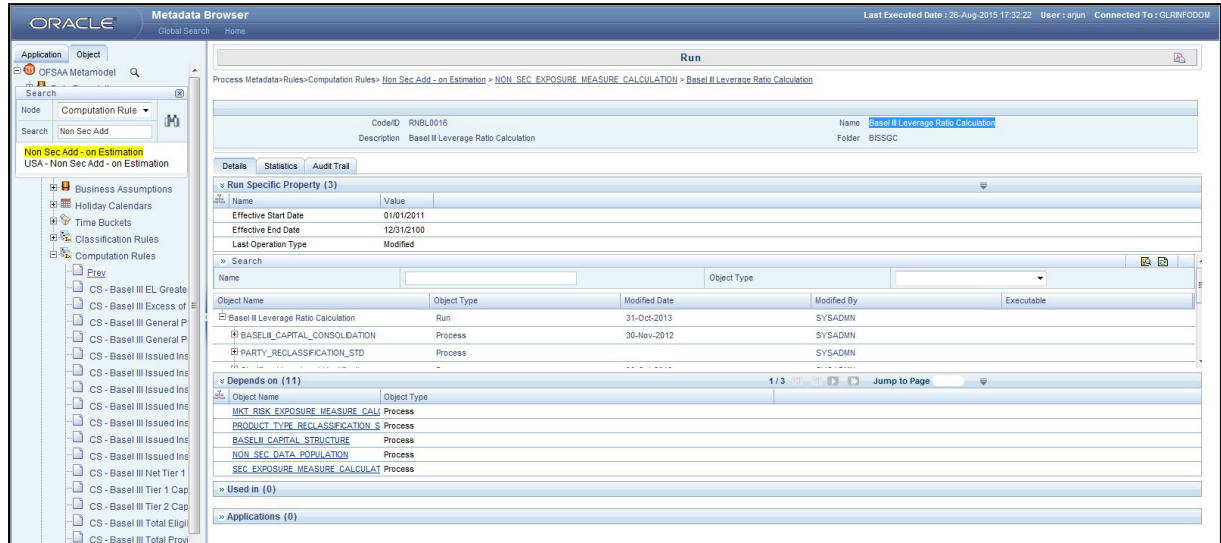 ORACLE
Metadata Browser
Global Search Home
Last Executed Date : 26-Aug-2015 17:32:22 User : arjun Connected To : GLRINFODOM
Application Object
OFSAA Metamodel
Search
Node Computation Rule
Search Non Sec Add
Non Sec Add - on Estimation
USA - Non Sec Add - on Estimation
Business Assumptions
Holiday Calendars
Time Buckets
Classification Rules
Computation Rules
Prev
CS - Basel III EL Greate
CS - Basel III Excess of
CS - Basel III General P
CS - Basel III General P
CS - Basel III Issued Ins
CS - Basel III Issued Ins
CS - Basel III Issued Ins
CS - Basel III Issued Ins
CS - Basel III Issued Ins
CS - Basel III Issued Ins
CS - Basel III Issued Ins
CS - Basel III Net Tier 1
CS - Basel III Tier 1 Cap
CS - Basel III Tier 2 Cap
CS - Basel III Total Eligil
CS - Basel III Total Provi
Run
Process Metadata>Rules>Computation Rules> Non Sec Add - on Estimation > NON_SEC_EXPOSURE_MEASURE_CALCULATION > Basel III Leverage Ratio Calculation
Code/ID RNBL0016 Name Basel III Leverage Ratio Calculation
Description Basel III Leverage Ratio Calculation Folder BISSGC
Details Statistics Audit Trail
Run Specific Property (3)
Name Value
Effective Start Date 01/01/2011
Effective End Date 12/31/2100
Last Operation Type Modified
Search
Name Object Type
Object Name Object Type Modified Date Modified By Executable
Basel III Leverage Ratio Calculation Run 31-Oct-2013 SYSADMN
BASELIII_CAPITAL_CONSOLIDATION Process 30-Nov-2012 SYSADMN
PARTY_RECLASSIFICATION_STD Process SYSADMN
Depends on (11) 1 / 3 Jump to Page
Object Name Object Type
MKT_RISK_EXPOSURE_MEASURE_CALC Process
PRODUCT_TYPE_RECLASSIFICATION_S Process
BASELIII_CAPITAL_STRUCTURE Process
NON_SEC_DATA_POPULATION Process
SEC_EXPOSURE_MEASURE_CALCULAT Process
Used in (0)
Applications (0)